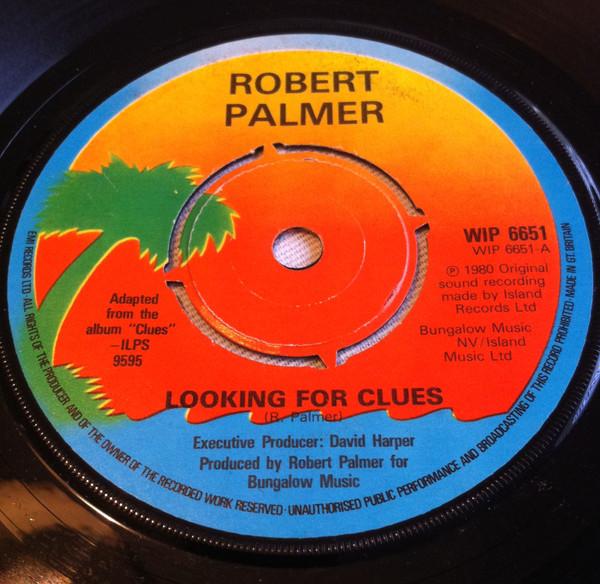 ROBERT
PALMER
WIP 6651
WIP 6651-A
℗ 1980 Original
sound recording
made by Island
Records Ltd
Bungalow Music
NV/Island
Music Ltd
Adapted
from the
album "Clues"
-ILPS
9595
LOOKING FOR CLUES
(R. Palmer)
Executive Producer: David Harper
Produced by Robert Palmer for
Bungalow Music
EMI RECORDS LTD · ALL RIGHTS OF THE PRODUCER AND OF THE OWNER OF THE RECORDED WORK RESERVED · UNAUTHORISED PUBLIC PERFORMANCE AND BROADCASTING OF THIS RECORD PROHIBITED · MADE IN GT. BRITAIN